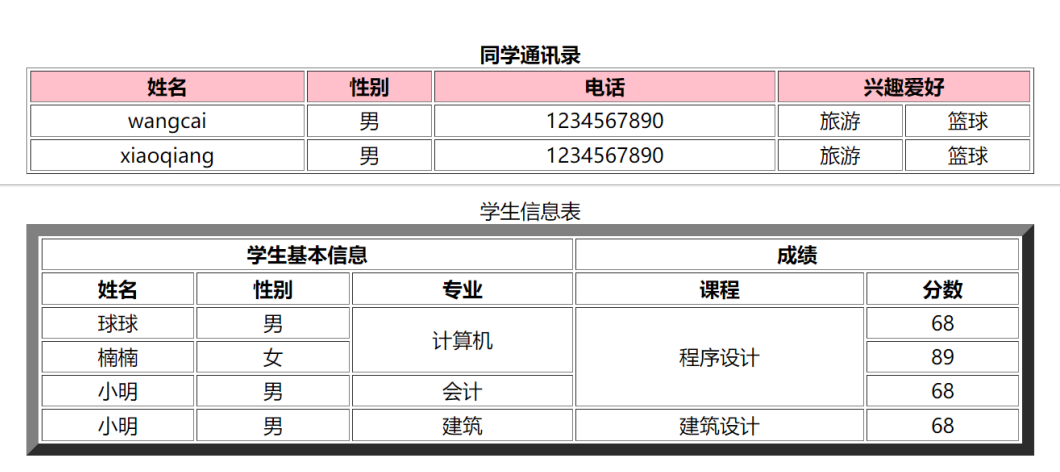 同学通讯录
姓名 性别 电话 兴趣爱好
wangcai 男 1234567890 旅游 篮球
xiaoqiang 男 1234567890 旅游 篮球
学生信息表
学生基本信息 成绩
姓名 性别 专业 课程 分数
球球 男 计算机 程序设计 68
楠楠 女 89
小明 男 会计 68
小明 男 建筑 建筑设计 68